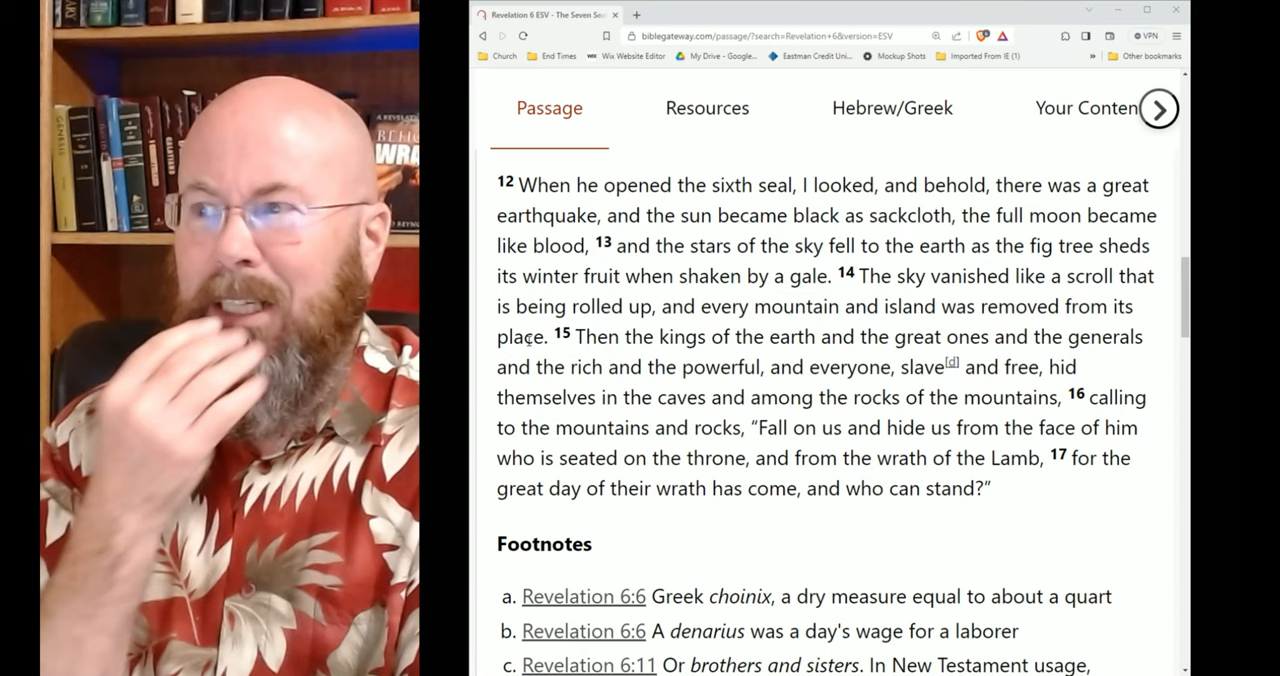 Revelation 6 ESV - The Seven Sea
biblegateway.com/passage/?search=Revelation+6&version=ESV
VPN
Church
End Times
WiX Wix Website Editor
My Drive - Google...
Eastman Credit Uni...
Mockup Shots
Imported From IE (1)
Other bookmarks
Passage
Resources
Hebrew/Greek
Your Conten
12 When he opened the sixth seal, I looked, and behold, there was a great
earthquake, and the sun became black as sackcloth, the full moon became
like blood, 13 and the stars of the sky fell to the earth as the fig tree sheds
its winter fruit when shaken by a gale. 14 The sky vanished like a scroll that
is being rolled up, and every mountain and island was removed from its
place. 15 Then the kings of the earth and the great ones and the generals
and the rich and the powerful, and everyone, slave[d] and free, hid
themselves in the caves and among the rocks of the mountains, 16 calling
to the mountains and rocks, “Fall on us and hide us from the face of him
who is seated on the throne, and from the wrath of the Lamb, 17 for the
great day of their wrath has come, and who can stand?”
Footnotes
a. Revelation 6:6 Greek choinix, a dry measure equal to about a quart
b. Revelation 6:6 A denarius was a day's wage for a laborer
c. Revelation 6:11 Or brothers and sisters. In New Testament usage,
GENESIS
WRA